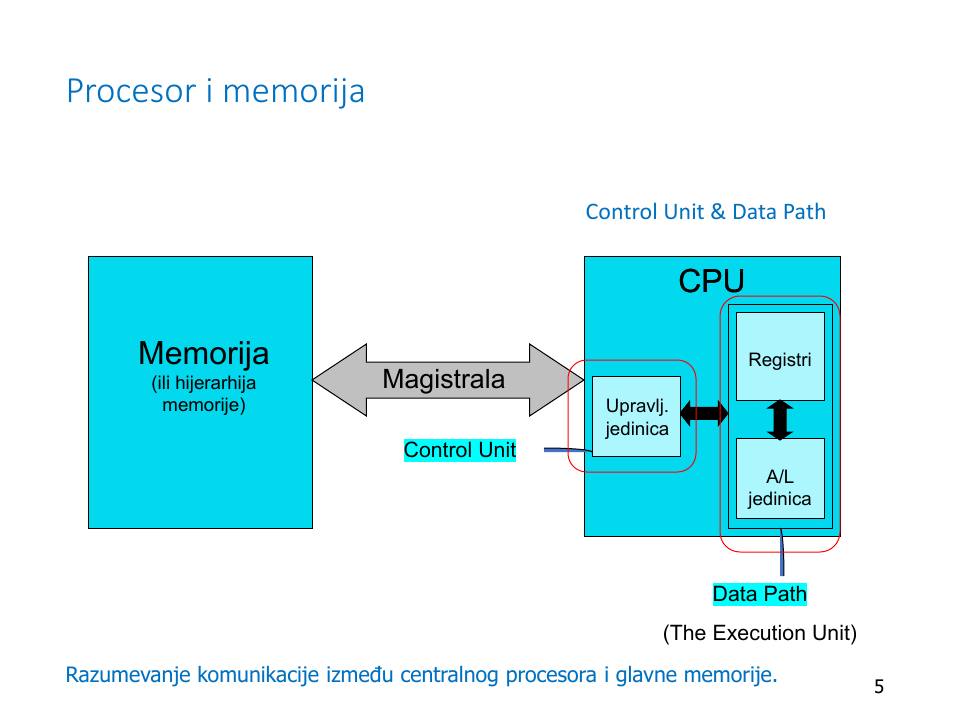 Procesor i memorija
Control Unit & Data Path
CPU
Memorija
(ili hijerarhija
memorije)
Magistrala
Registri
Upravlj.
jedinica
Control Unit
A/L
jedinica
Data Path
(The Execution Unit)
Razumevanje komunikacije između centralnog procesora i glavne memorije.
5